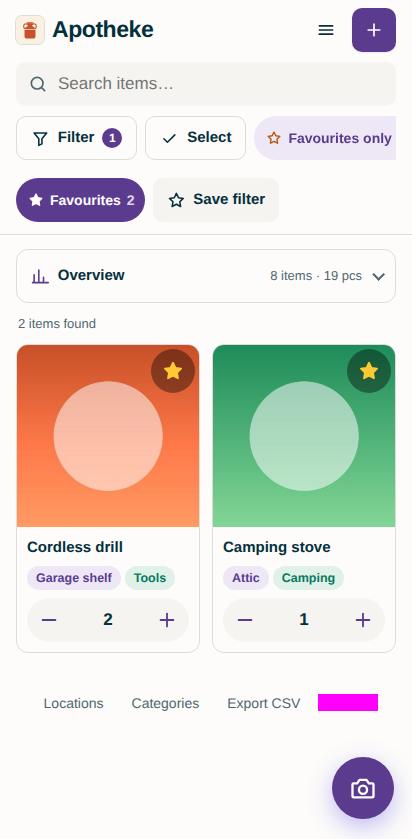 Apotheke
Search items…
Filter 1
Select
Favourites only
Favourites 2
Save filter
Overview
8 items · 19 pcs
2 items found
Cordless drill
Garage shelf
Tools
2
Camping stove
Attic
Camping
1
Locations
Categories
Export CSV